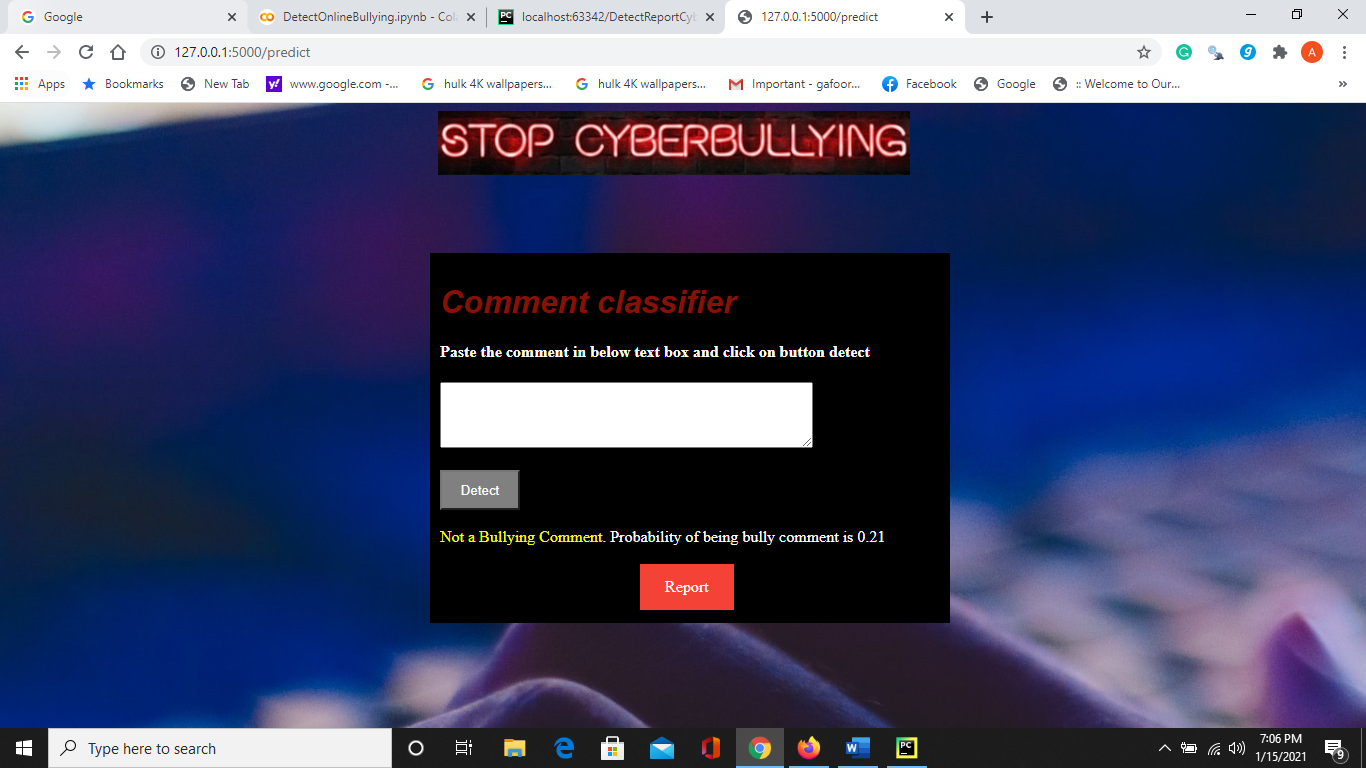 Google
DetectOnlineBullying.ipynb - Cola
localhost:63342/DetectReportCyb
127.0.0.1:5000/predict
127.0.0.1:5000/predict
A
Apps
Bookmarks
New Tab
www.google.com -...
hulk 4K wallpapers...
hulk 4K wallpapers...
Important - gafoor...
Facebook
Google
:: Welcome to Our...
STOP CYBERBULLYING
Comment classifier
Paste the comment in below text box and click on button detect
Detect
Not a Bullying Comment. Probability of being bully comment is 0.21
Report
Type here to search
7:06 PM
1/15/2021
9